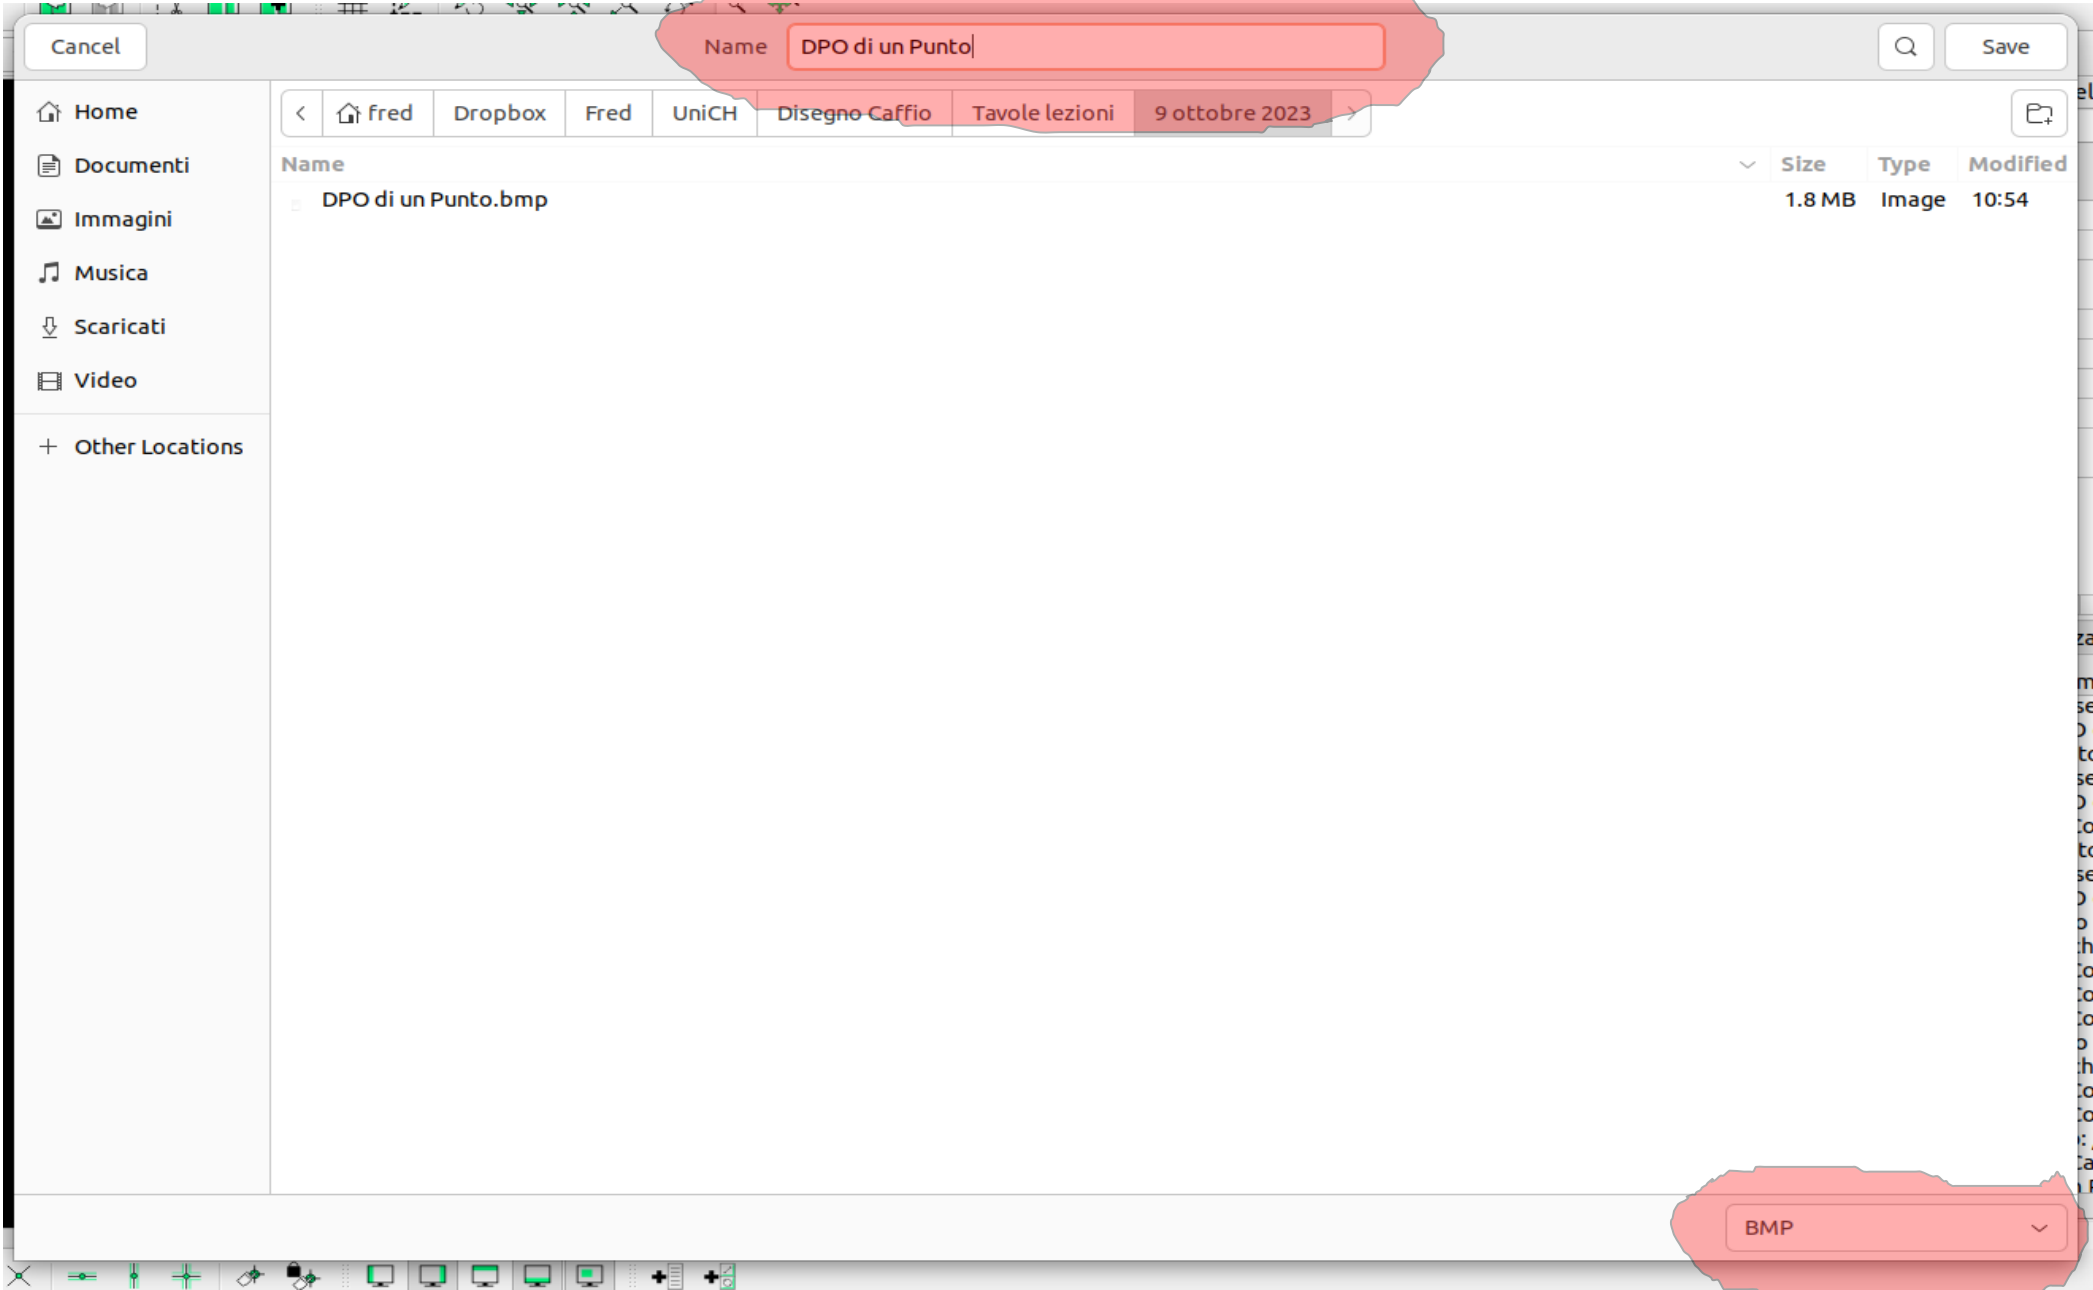 Cancel
Name DPO di un Punto
Save
Home
Documenti
Immagini
Musica
Scaricati
Video
Other Locations
fred Dropbox Fred UniCH Disegno Caffio Tavole lezioni 9 ottobre 2023
Name Size Type Modified
DPO di un Punto.bmp 1.8 MB Image 10:54
BMP